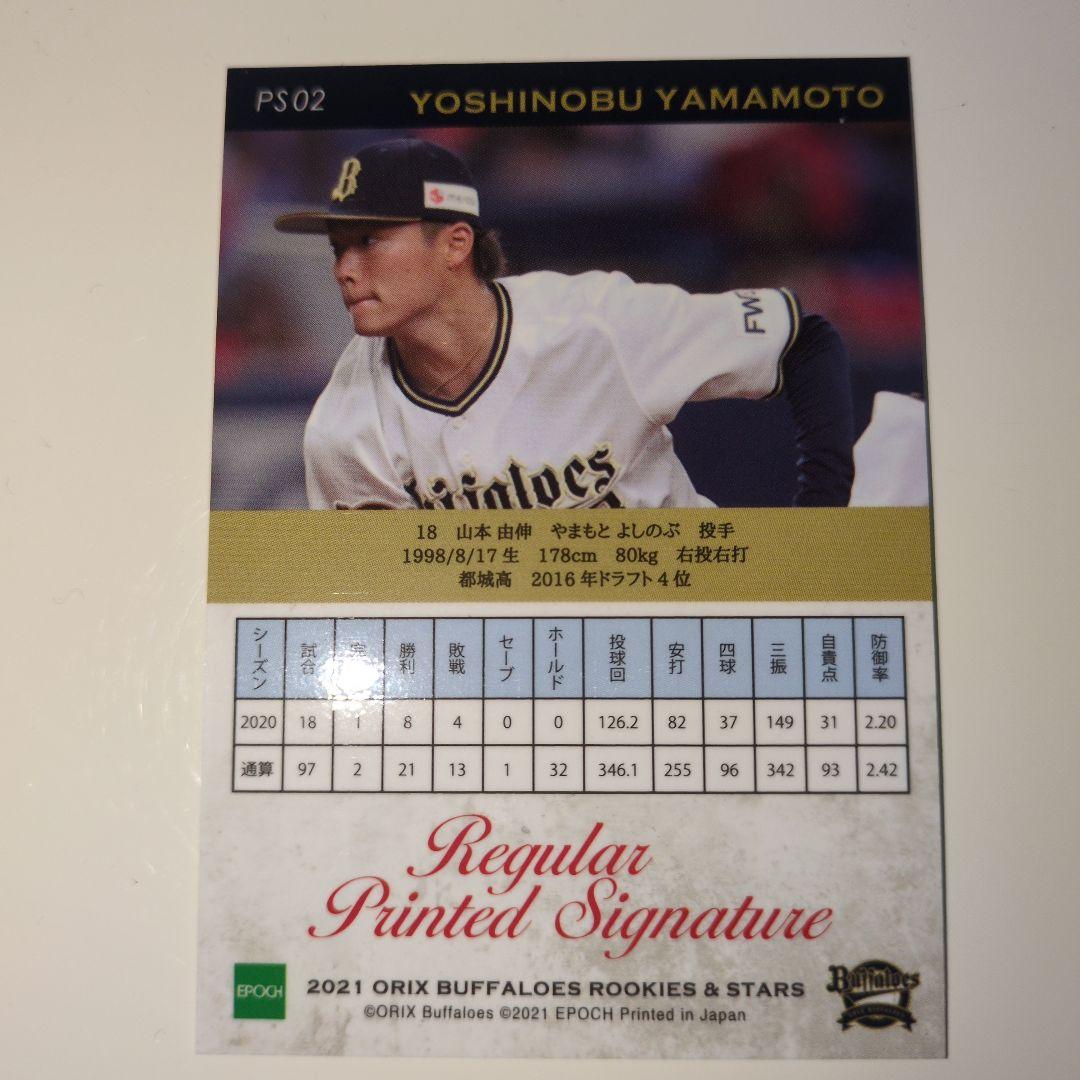 PS02 YOSHINOBU YAMAMOTO
B
FW
Buffaloes
18 山本 由伸 やまもと よしのぶ 投手
1998/8/17 生 178cm 80kg 右投右打
都城高 2016 年ドラフト 4 位
シーズン 試合 完 勝利 敗戦 セーブ ホールド 投球回 安打 四球 三振 自責点 防御率
2020 18 1 8 4 0 0 126.2 82 37 149 31 2.20
通算 97 2 21 13 1 32 346.1 255 96 342 93 2.42
Regular
Printed Signature
EPOCH 2021 ORIX BUFFALOES ROOKIES & STARS
©ORIX Buffaloes ©2021 EPOCH Printed in Japan
Buffaloes